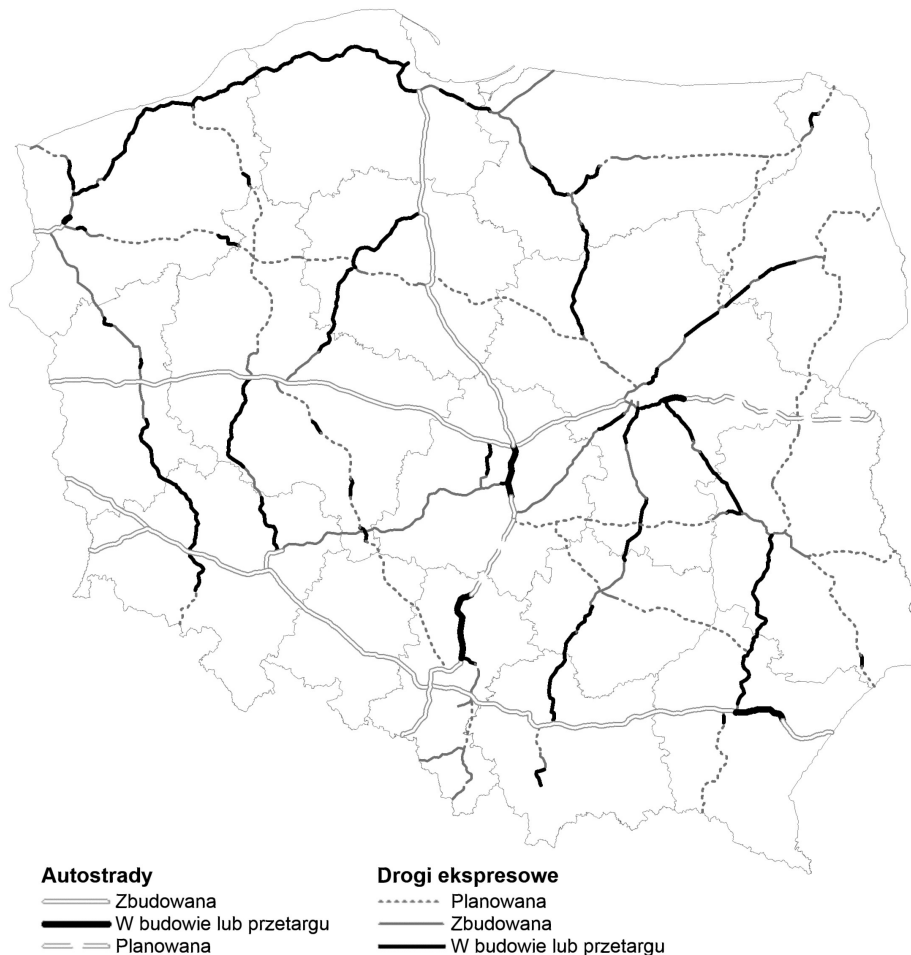 Autostrady
Zbudowana
W budowie lub przetargu
Planowana
Drogi ekspresowe
Planowana
Zbudowana
W budowie lub przetargu